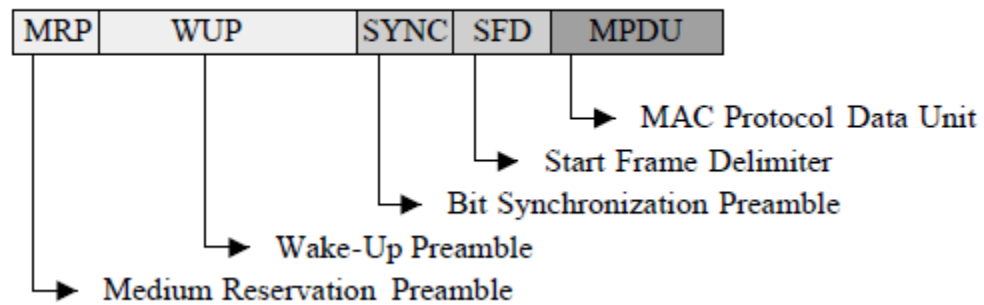 MRP WUP SYNC SFD MPDU
MAC Protocol Data Unit
Start Frame Delimiter
Bit Synchronization Preamble
Wake-Up Preamble
Medium Reservation Preamble